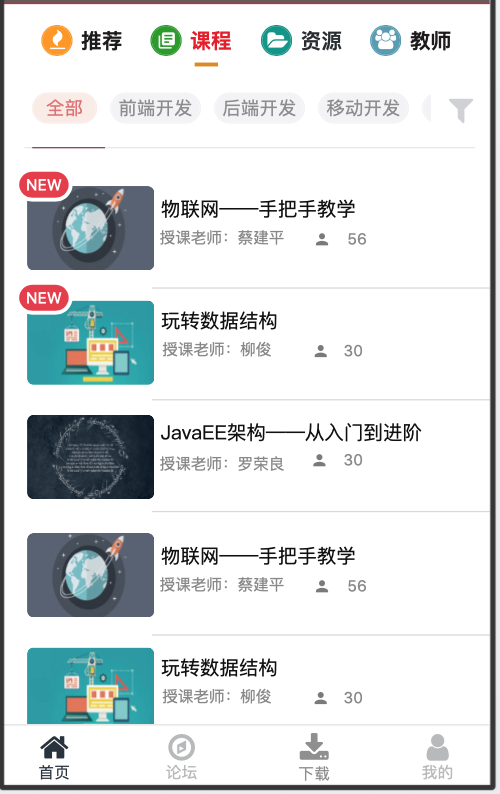 推荐 课程 资源 教师
全部 前端开发 后端开发 移动开发
NEW
物联网——手把手教学
授课老师：蔡建平 56
NEW
玩转数据结构
授课老师：柳俊 30
JavaEE架构——从入门到进阶
授课老师：罗荣良 30
物联网——手把手教学
授课老师：蔡建平 56
玩转数据结构
授课老师：柳俊 30
首页 论坛 下载 我的